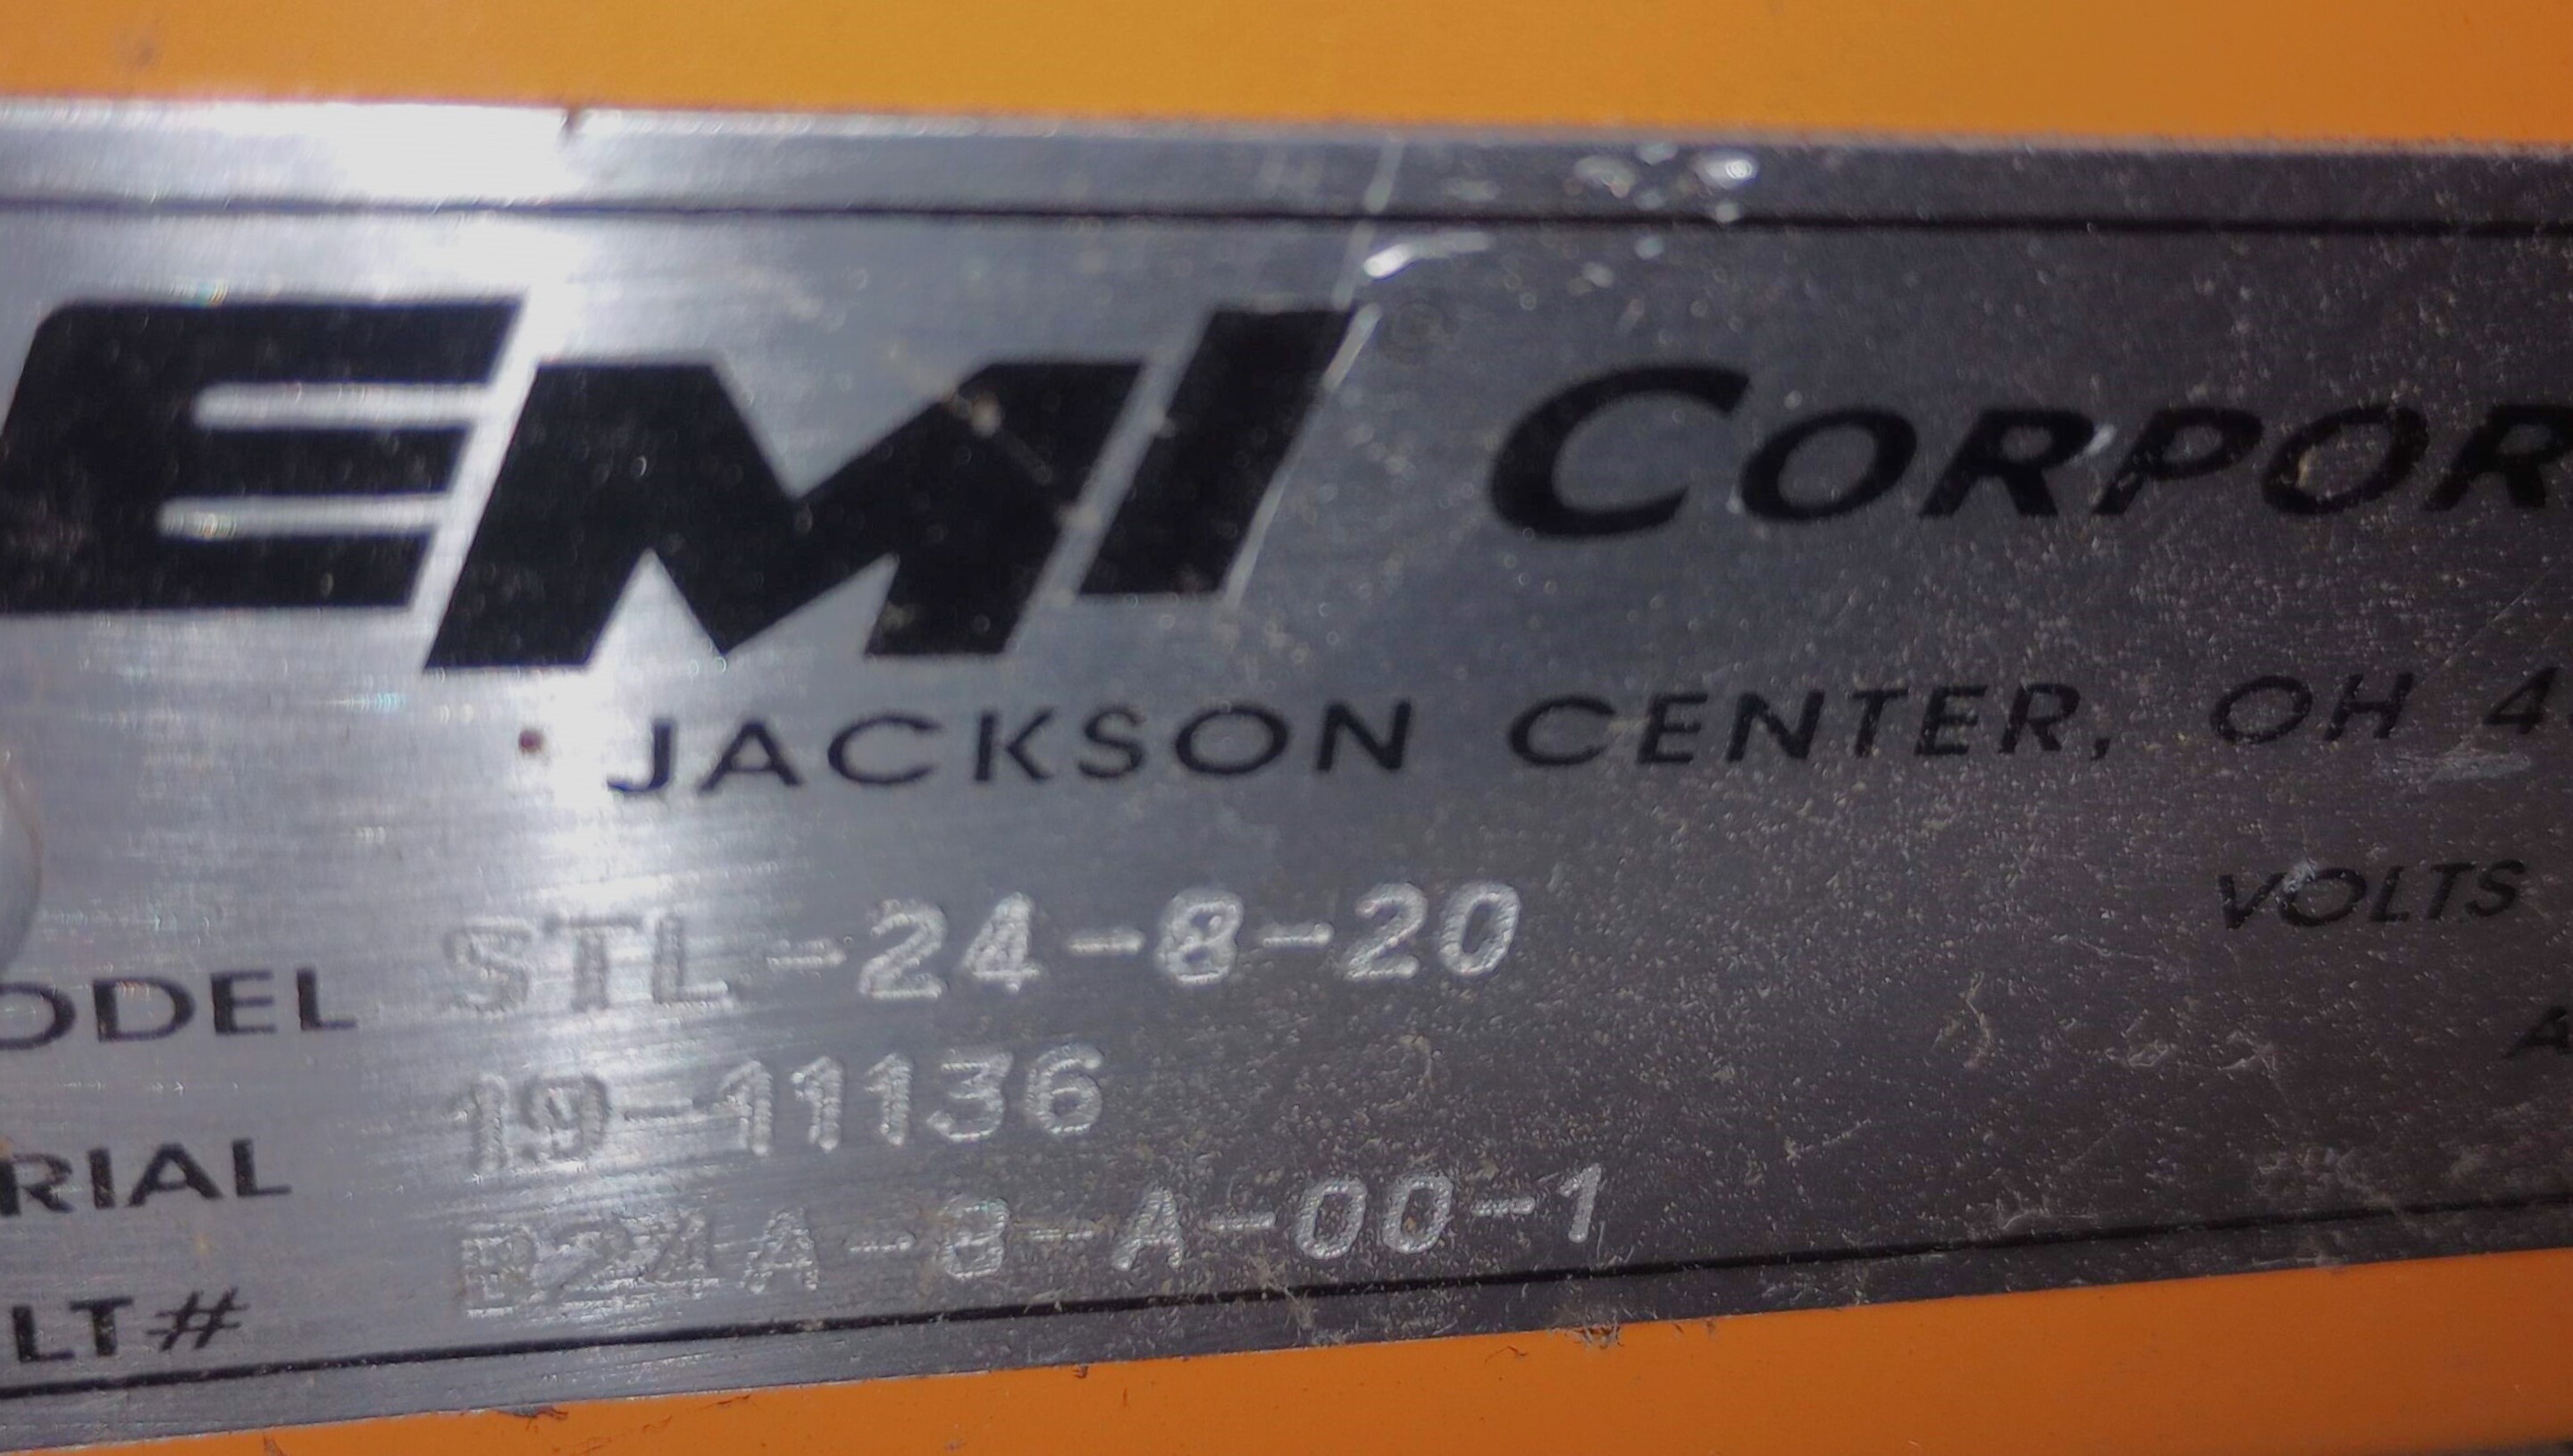 EMI CORPOR
JACKSON CENTER, OH 4
VOLTS
ODEL STL-24-8-20
A
RIAL 19-11136
LT# B24A-8-A-00-1